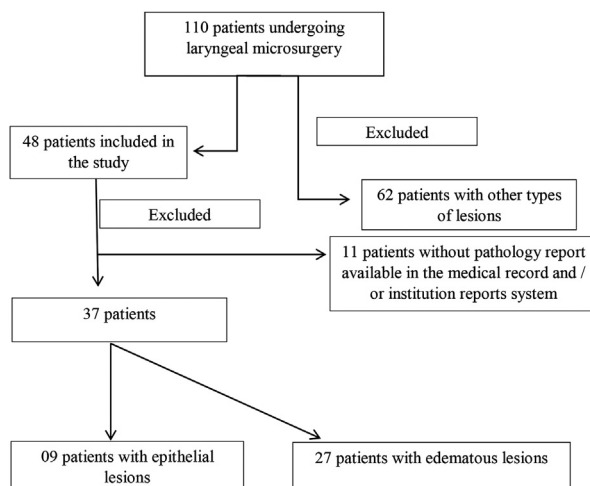 110 patients undergoing
laryngeal microsurgery
Excluded
48 patients included in
the study
62 patients with other types
of lesions
Excluded
11 patients without pathology report
available in the medical record and /
or institution reports system
37 patients
09 patients with epithelial
lesions
27 patients with edematous lesions